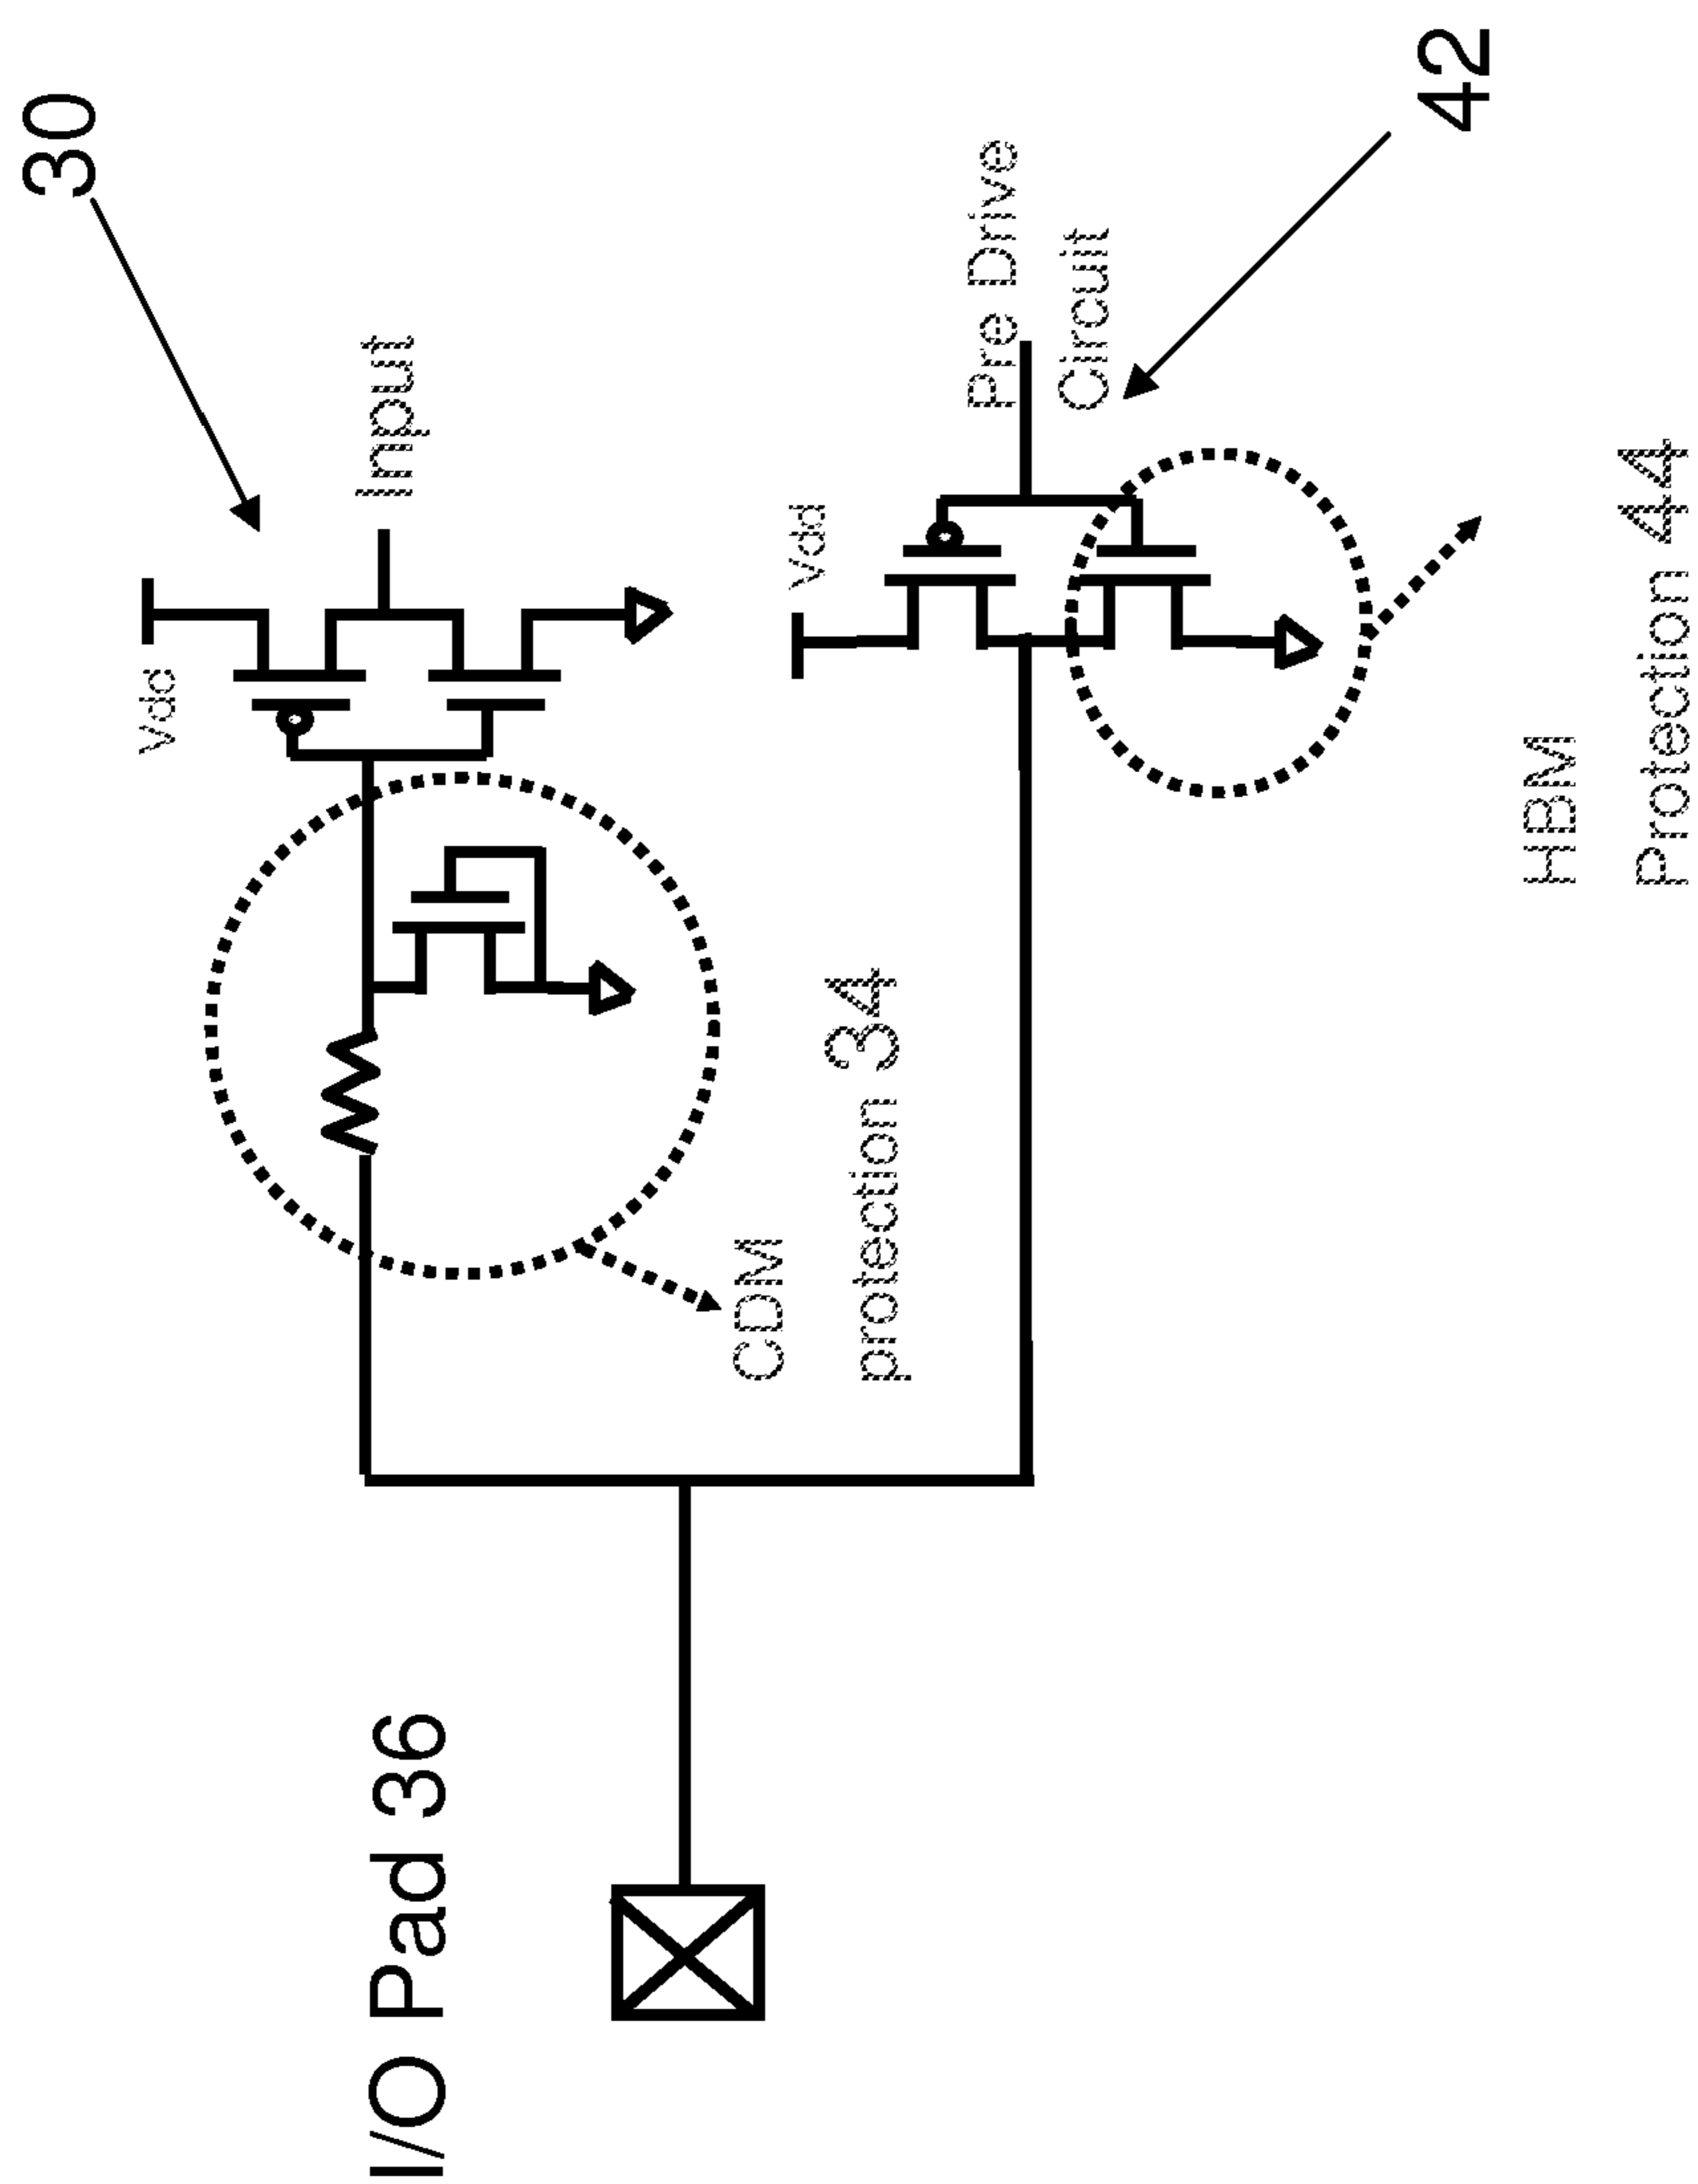 30
Vdd
Input
CDM
protection 34
I/O Pad 36
Vdd
Pre Drive
Circuit
42
HBM
Protection 44